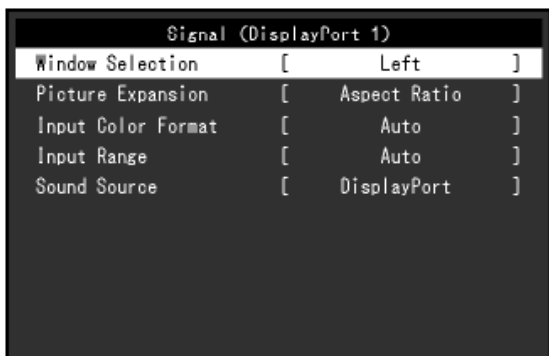 Signal (DisplayPort 1)
Window Selection [ Left ]
Picture Expansion [ Aspect Ratio ]
Input Color Format [ Auto ]
Input Range [ Auto ]
Sound Source [ DisplayPort ]